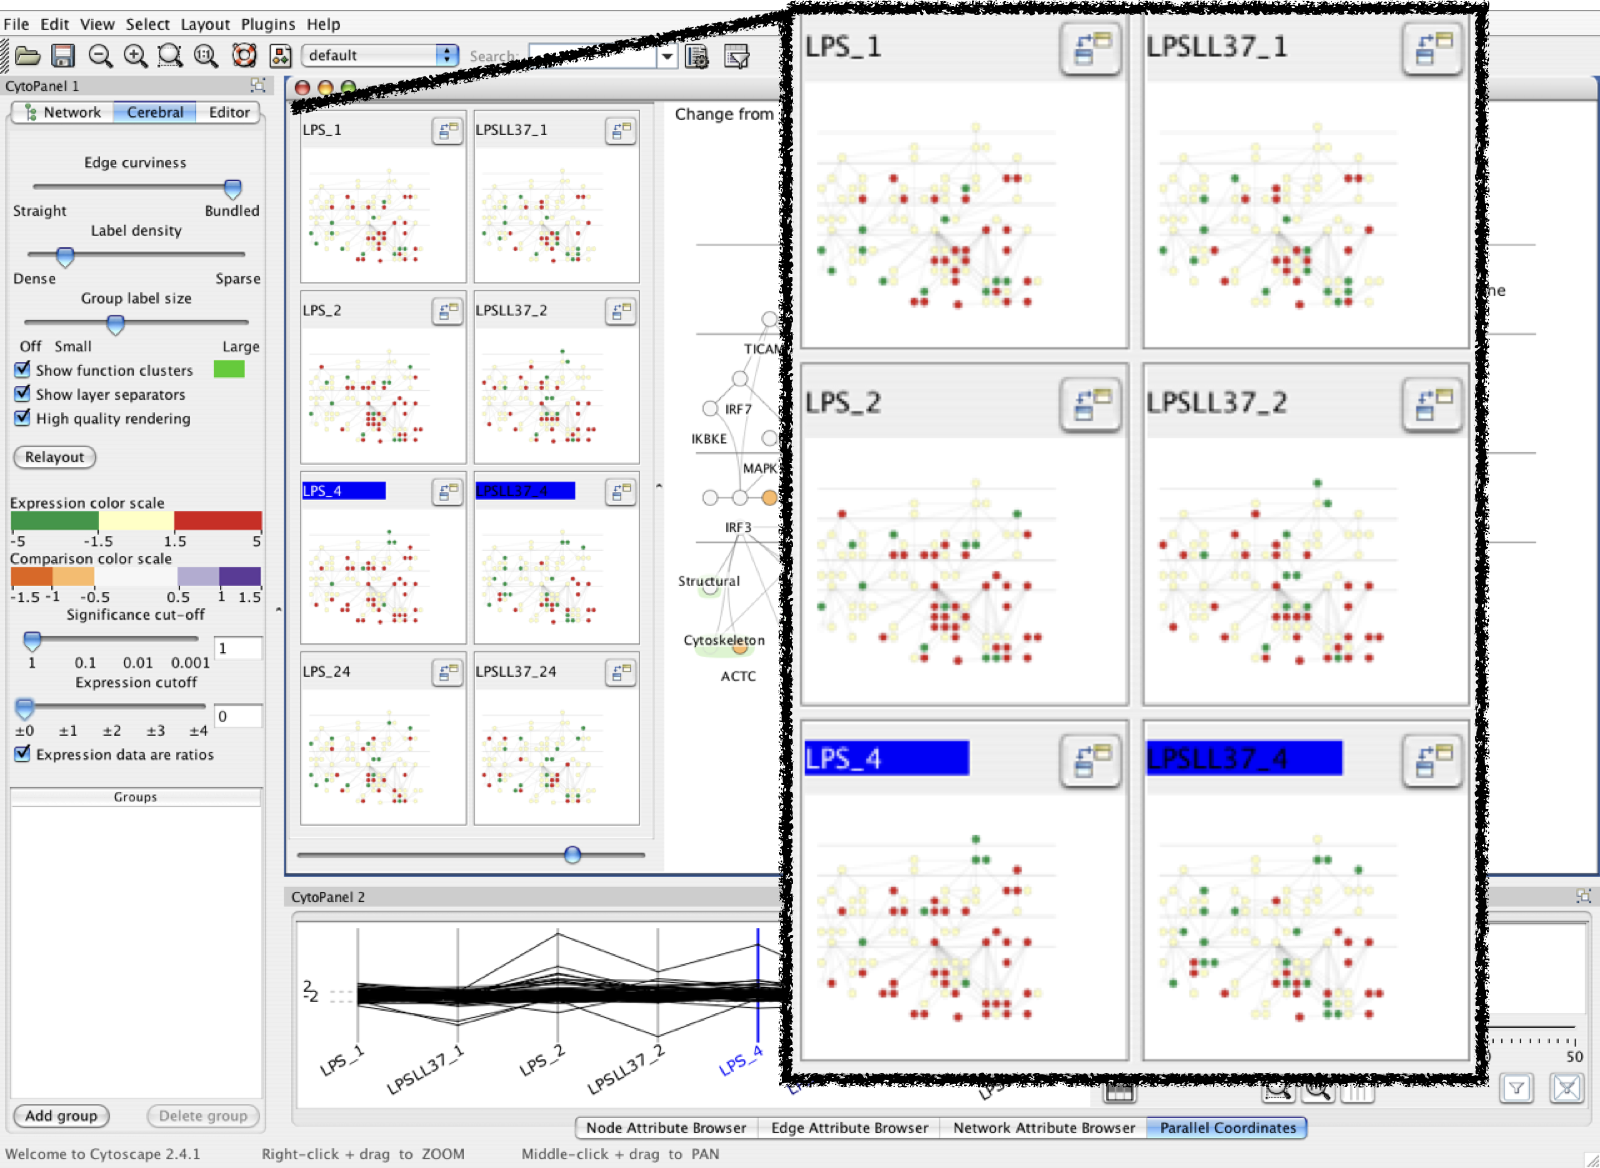 File Edit View Select Layout Plugins Help
default
Search:
CytoPanel 1
Network Cerebral Editor
Edge curviness
Straight Bundled
Label density
Dense Sparse
Group label size
Off Small Large
Show function clusters
Show layer separators
High quality rendering
Relayout
Expression color scale
-5 -1.5 1.5 5
Comparison color scale
-1.5 -1 -0.5 0.5 1 1.5
Significance cut-off
1
1 0.1 0.01 0.001
Expression cutoff
0
±0 ±1 ±2 ±3 ±4
Expression data are ratios
Groups
Add group Delete group
LPS_1 LPSLL37_1
LPS_2 LPSLL37_2
LPS_4 LPSLL37_4
LPS_24 LPSLL37_24
Change from
TICAM
IRF7
IKBKE
MAPK
IRF3
Structural
Cytoskeleton
ACTC
LPS_1 LPSLL37_1
LPS_2 LPSLL37_2
LPS_4 LPSLL37_4
CytoPanel 2
2
-2
LPS_1 LPSLL37_1 LPS_2 LPSLL37_2 LPS_4
50
Node Attribute Browser Edge Attribute Browser Network Attribute Browser Parallel Coordinates
Welcome to Cytoscape 2.4.1 Right-click + drag to ZOOM Middle-click + drag to PAN